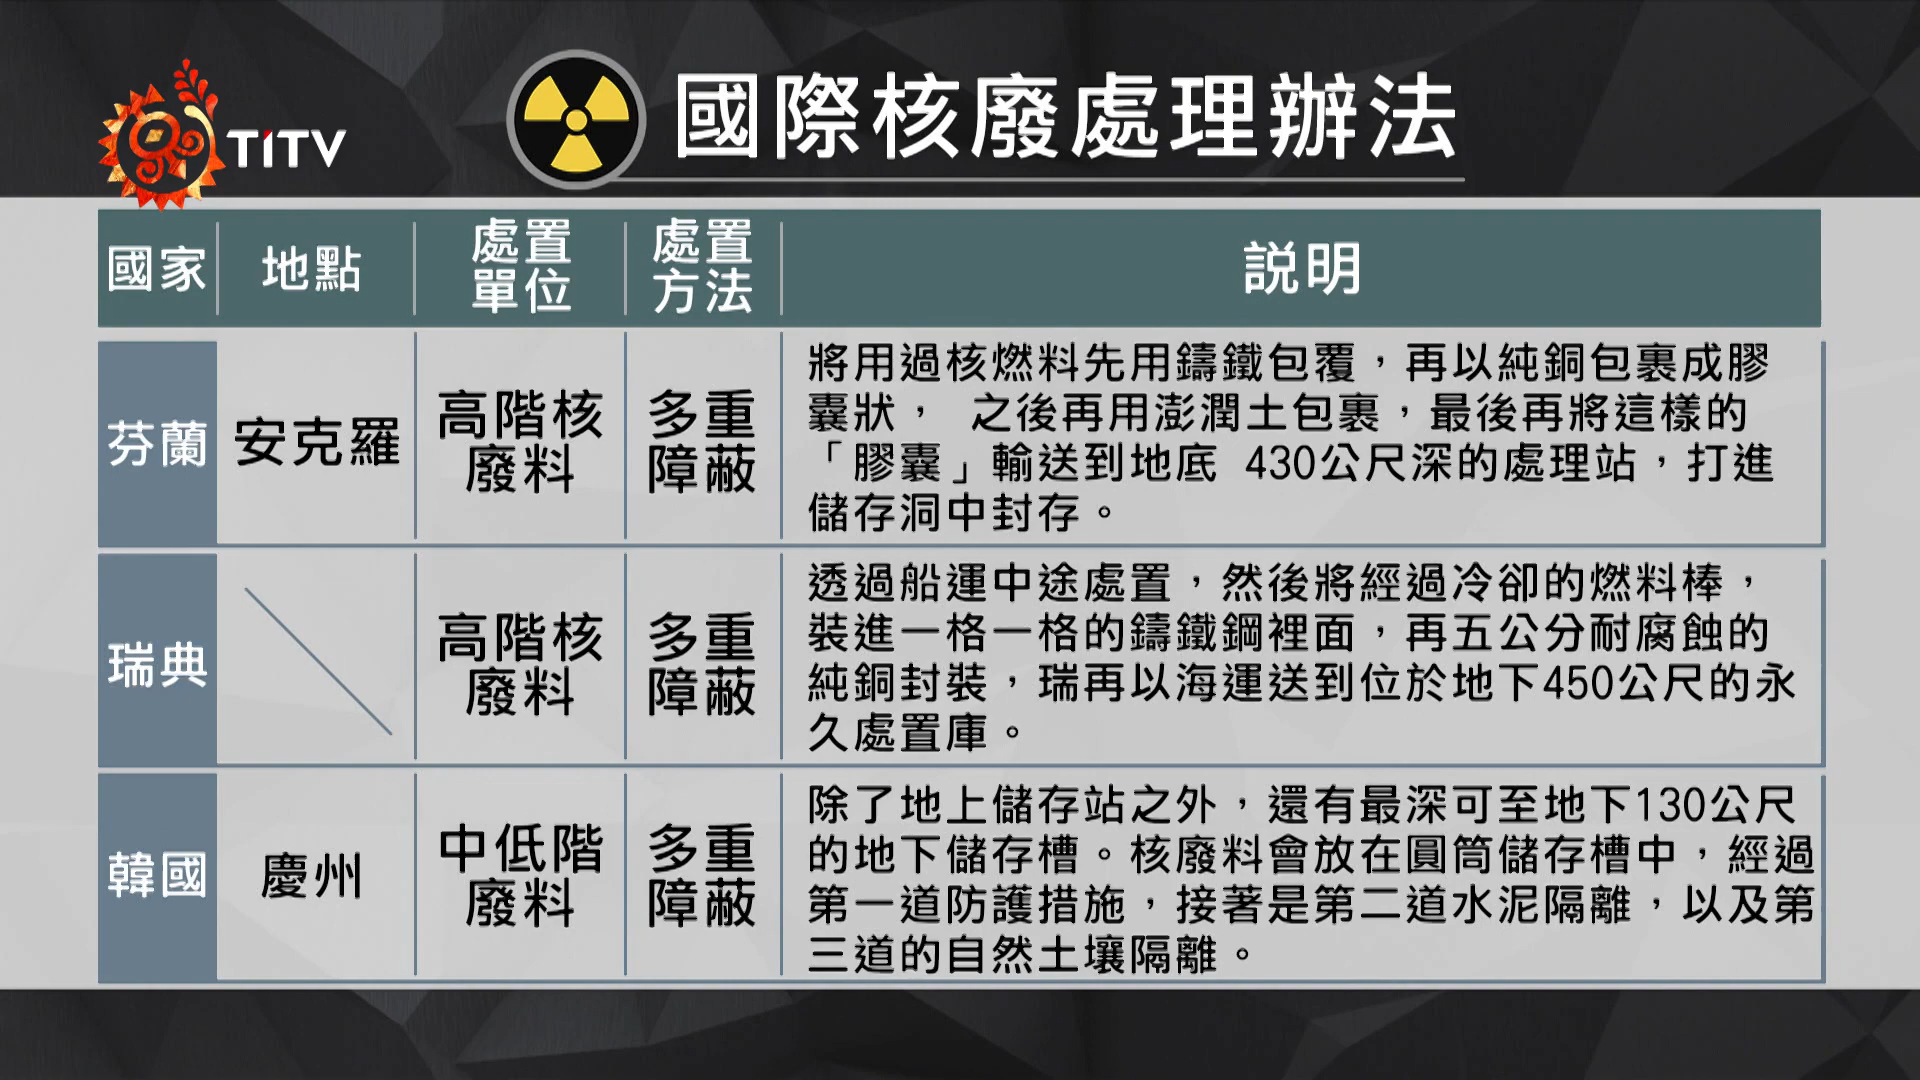 TiTV
國際核廢處理辦法
國家 地點 處置單位 處置方法 説明
芬蘭 安克羅 高階核廢料 多重障蔽
將用過核燃料先用鑄鐵包覆，再以純銅包裹成膠
囊狀， 之後再用澎潤土包裹，最後再將這樣的
「膠囊」輸送到地底 430公尺深的處理站，打進
儲存洞中封存。
瑞典 高階核廢料 多重障蔽
透過船運中途處置，然後將經過冷卻的燃料棒，
裝進一格一格的鑄鐵鋼裡面，再五公分耐腐蝕的
純銅封裝，瑞再以海運送到位於地下450公尺的永
久處置庫。
韓國 慶州 中低階廢料 多重障蔽
除了地上儲存站之外，還有最深可至地下130公尺
的地下儲存槽。核廢料會放在圓筒儲存槽中，經過
第一道防護措施，接著是第二道水泥隔離，以及第
三道的自然土壤隔離。